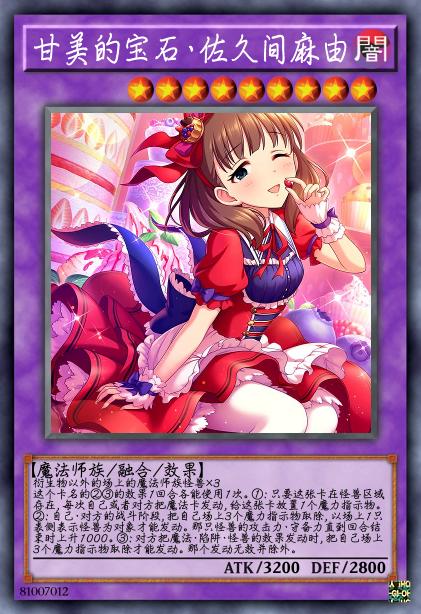 甘美的宝石·佐久间麻由
闇
【魔法师族/融合/效果】
衍生物以外的场上的魔法师族怪兽×3
这个卡名的②③的效果1回合各能使用1次。①:只要这张卡在怪兽区域
存在,每次自己或者对方把魔法卡发动,给这张卡放置1个魔力指示物。
②:自己·对方的战斗阶段,把自己场上3个魔力指示物取除,以场上1只
表侧表示怪兽为对象才能发动。那只怪兽的攻击力·守备力直到回合结
束时上升1000。③:对方把魔法·陷阱·怪兽的效果发动时,把自己场上
3个魔力指示物取除才能发动。那个发动无效并除外。
ATK/3200 DEF/2800
81007012